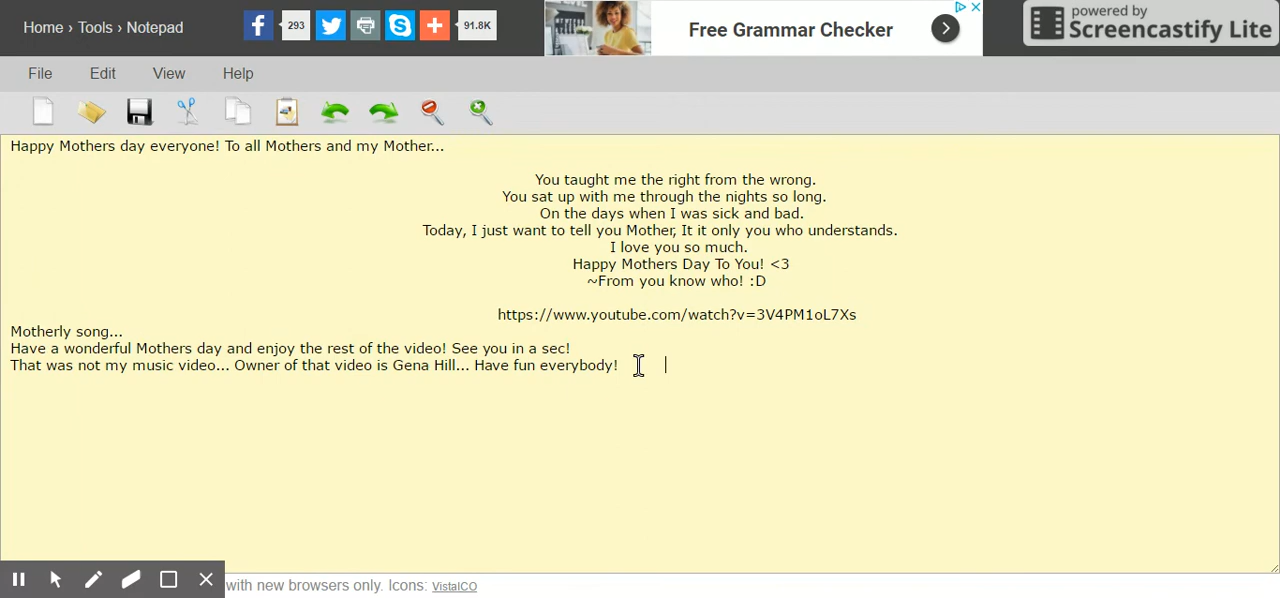 Home › Tools › Notepad
293
91.8K
Free Grammar Checker
powered by
Screencastify Lite
File Edit View Help
Happy Mothers day everyone! To all Mothers and my Mother...
You taught me the right from the wrong.
You sat up with me through the nights so long.
On the days when I was sick and bad.
Today, I just want to tell you Mother, It it only you who understands.
I love you so much.
Happy Mothers Day To You! <3
~From you know who! :D
https://www.youtube.com/watch?v=3V4PM1oL7Xs
Motherly song...
Have a wonderful Mothers day and enjoy the rest of the video! See you in a sec!
That was not my music video... Owner of that video is Gena Hill... Have fun everybody!
with new browsers only. Icons: VistaICO